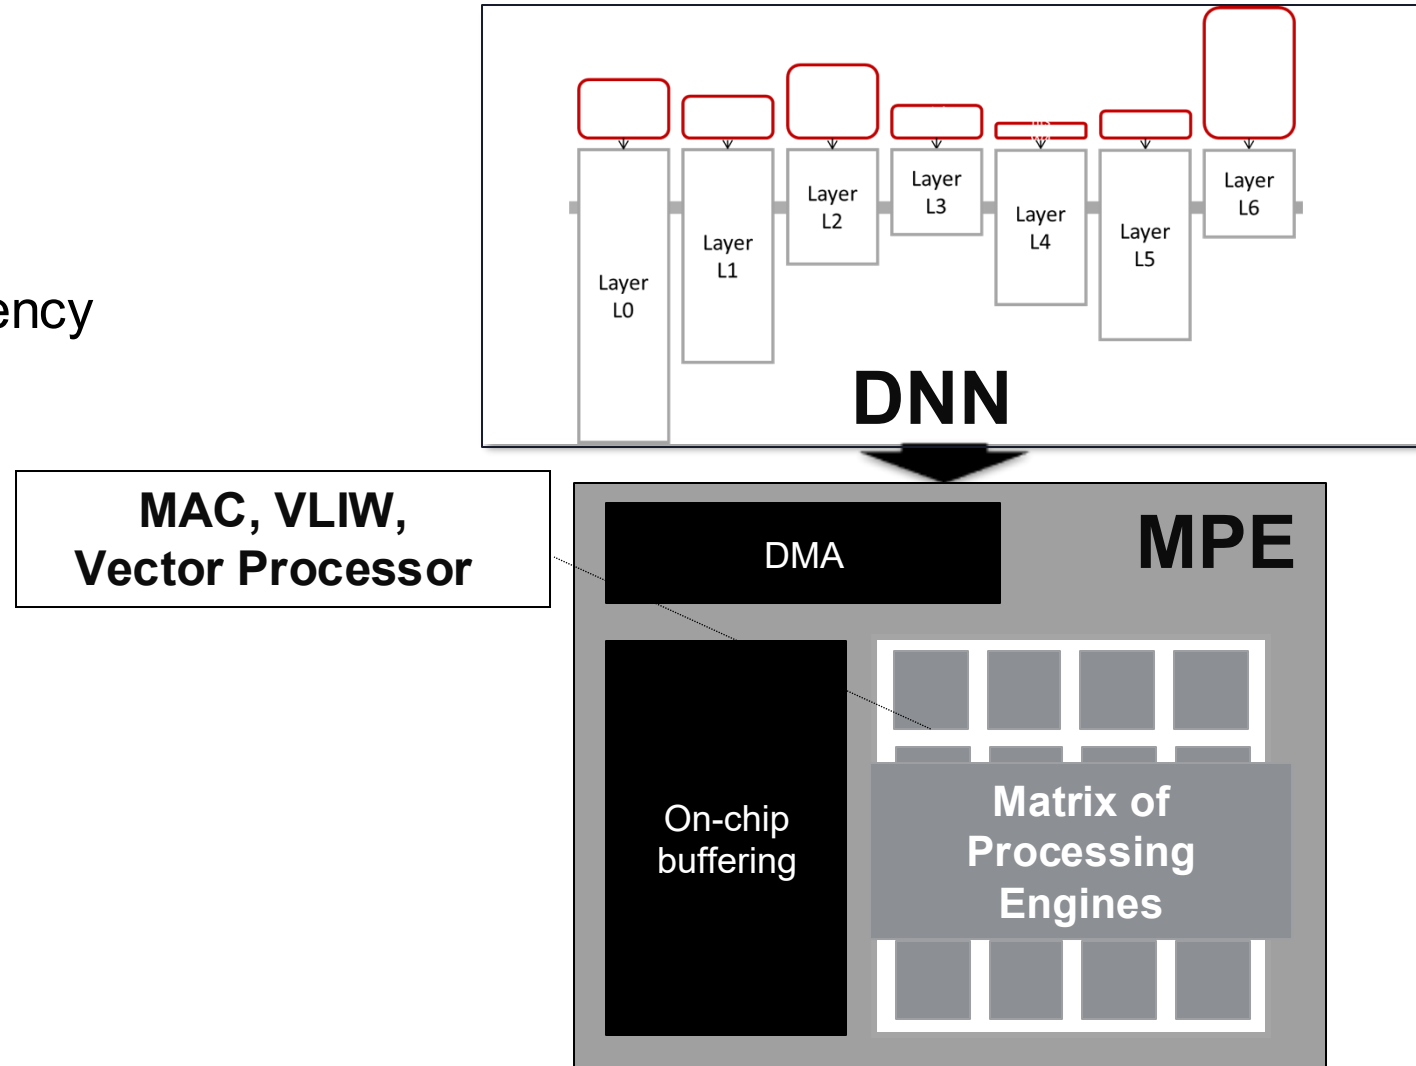 Layer
L0
Layer
L1
Layer
L2
Layer
L3
Layer
L4
Layer
L5
Layer
L6
DNN
MAC, VLIW,
Vector Processor
DMA
MPE
On-chip
buffering
Matrix of
Processing
Engines